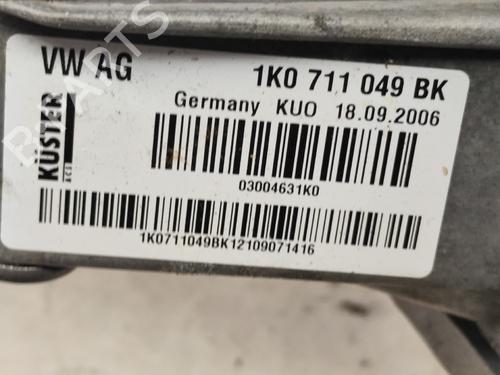 VW AG
1K0 711 049 BK
Germany KUO 18.09.2006
KÜSTER
03004631K0
1K0711049BK12109071416